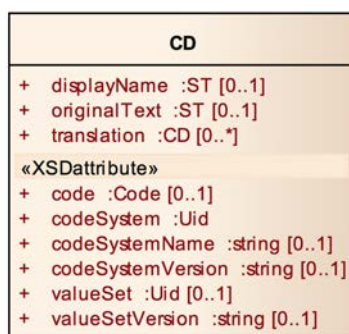 CD
+ displayName :ST [0..1]
+ originalText :ST [0..1]
+ translation :CD [0..*]
«XSDattribute»
+ code :Code [0..1]
+ codeSystem :Uid
+ codeSystemName :string [0..1]
+ codeSystemVersion :string [0..1]
+ valueSet :Uid [0..1]
+ valueSetVersion :string [0..1]